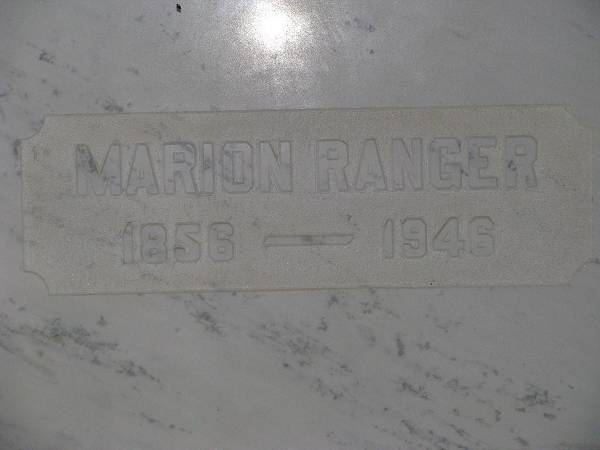 MARION RANGER
1856 — 1946